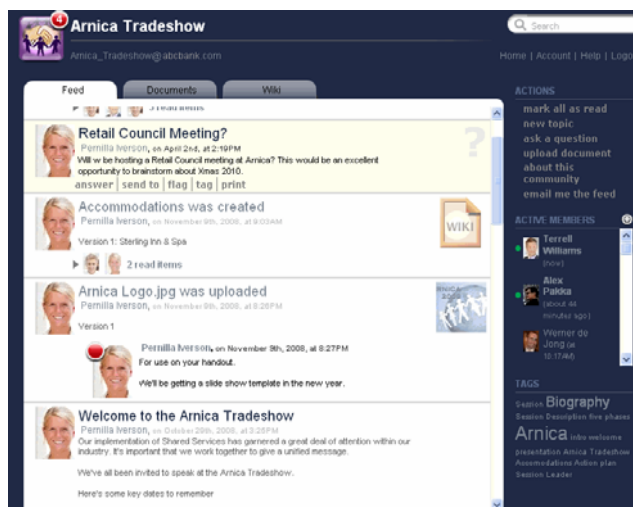 4
Arnica Tradeshow
Arnica_Tradeshow@abcbank.com
Search
Home | Account | Help | Logo
Feed
Documents
Wiki
3 read items
Retail Council Meeting?
Pernilla Iverson, on April 2nd, at 2:19PM
Will w be hosting a Retail Council meeting at Arnica? This would be an excellent
opportunity to brainstorm about Xmas 2010.
answer | send to | flag | tag | print
?
Accommodations was created
Pernilla Iverson, on November 9th, 2008, at 9:03AM
Version 1: Sterling Inn & Spa
WIKI
2 read items
Arnica Logo.jpg was uploaded
Pernilla Iverson, on November 9th, 2008, at 8:26PM
Version 1
ARNICA
2009
Pernilla Iverson, on November 9th, 2008, at 8:27PM
For use on your handout.
We'll be getting a slide show template in the new year.
Welcome to the Arnica Tradeshow
Pernilla Iverson, on October 29th, 2008, at 3:25PM
Our implementation of Shared Services has garnered a great deal of attention within our
industry. It's important that we work together to give a unified message.
We've all been invited to speak at the Arnica Tradeshow.
Here's some key dates to remember
ACTIONS
mark all as read
new topic
ask a question
upload document
about this
community
email me the feed
ACTIVE MEMBERS
Terrell
Williams
(now)
Alex
Pakka
(about 44
minutes ago)
Werner de
Jong (at
10:17AM)
TAGS
Session Biography
Session Description five phases
Arnica intro welcome
presentation Arnica Tradeshow
Accomodations Action plan
Session Leader